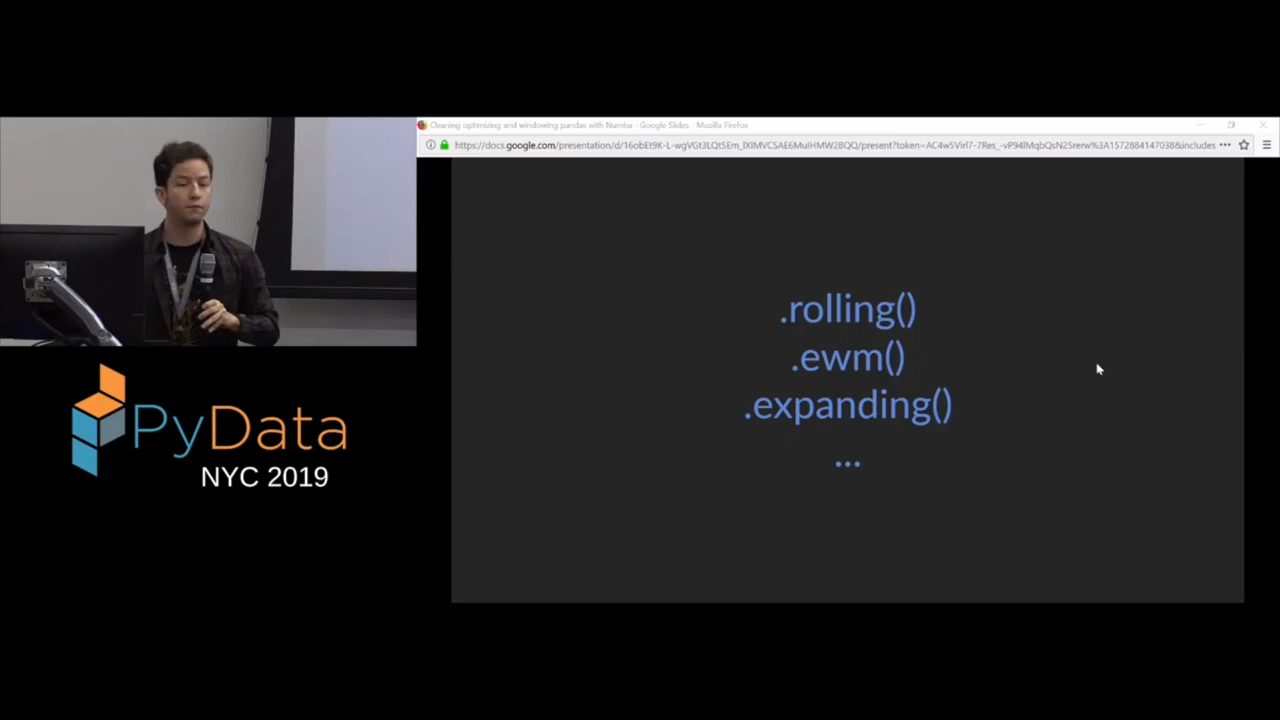 Cleaning optimizing and windowing pandas with Numba - Google Slides - Mozilla Firefox
.rolling()
.ewm()
.expanding()
...
PyData
NYC 2019